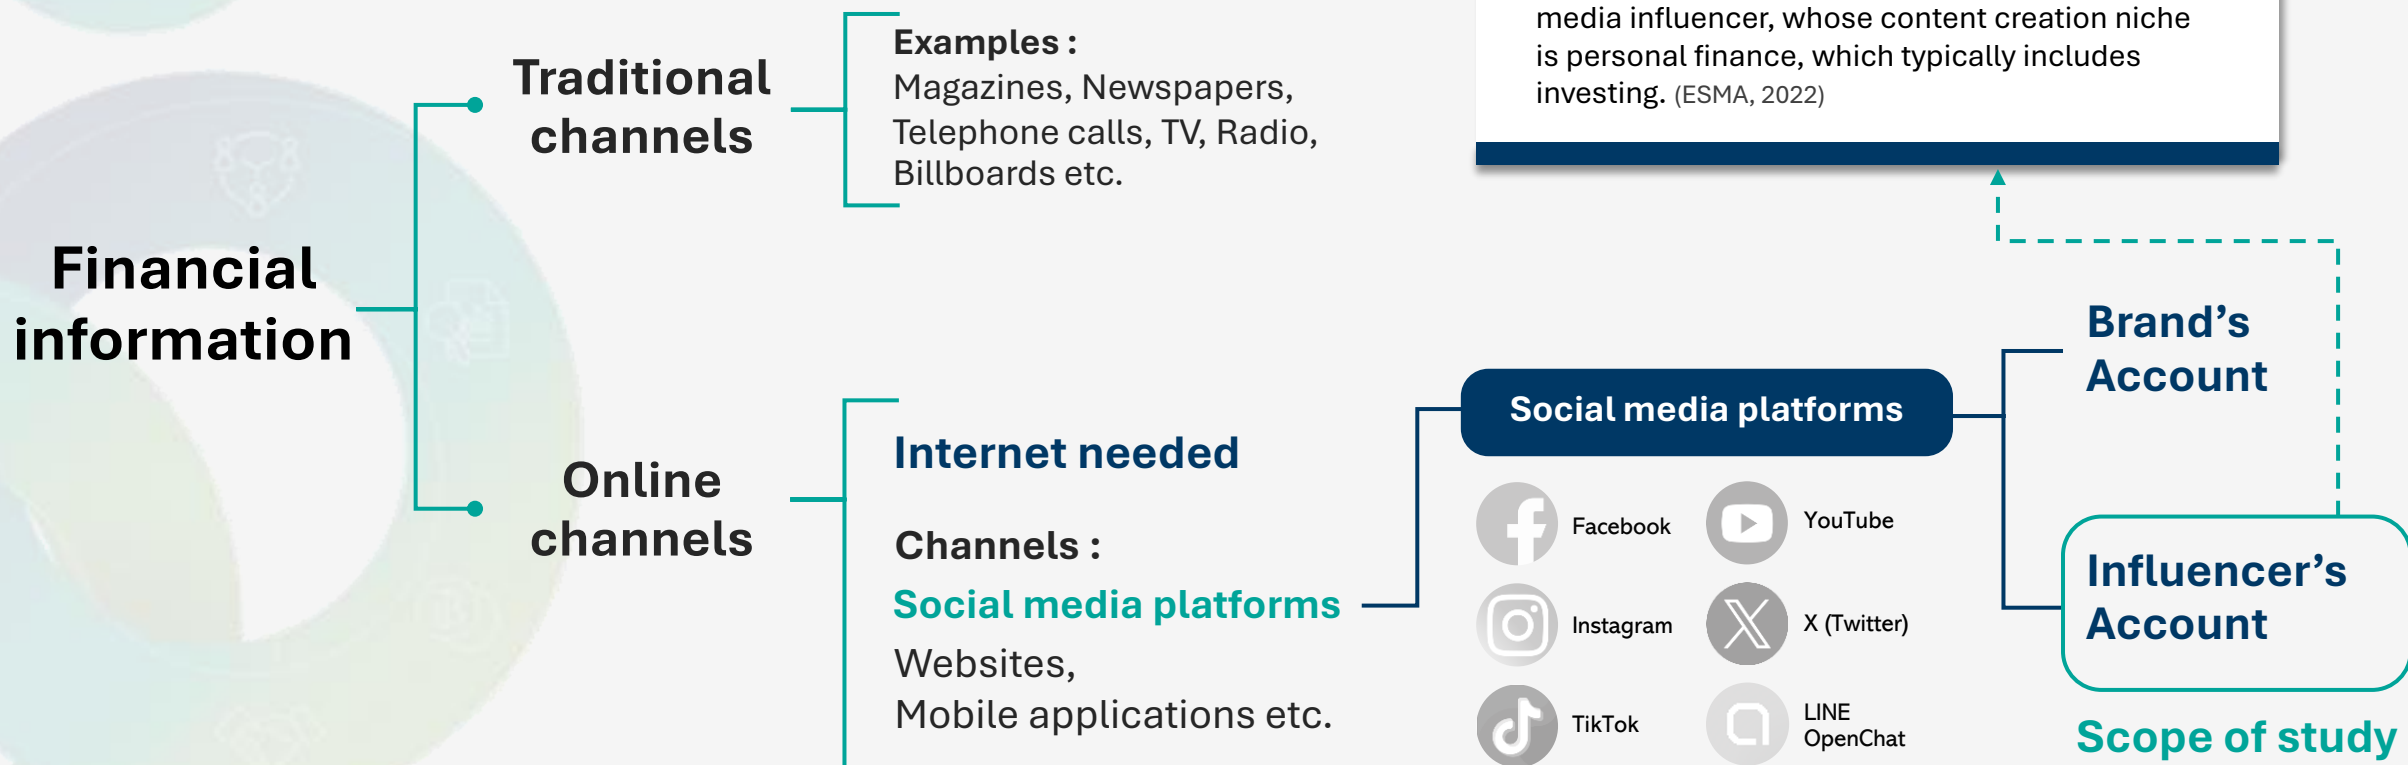 media influencer, whose content creation niche
is personal finance, which typically includes
investing. (ESMA, 2022)
Financial
information
Traditional
channels
Examples :
Magazines, Newspapers,
Telephone calls, TV, Radio,
Billboards etc.
Online
channels
Internet needed
Channels :
Social media platforms
Websites,
Mobile applications etc.
Social media platforms
Facebook
YouTube
Instagram
X (Twitter)
TikTok
LINE
OpenChat
Brand’s
Account
Influencer’s
Account
Scope of study